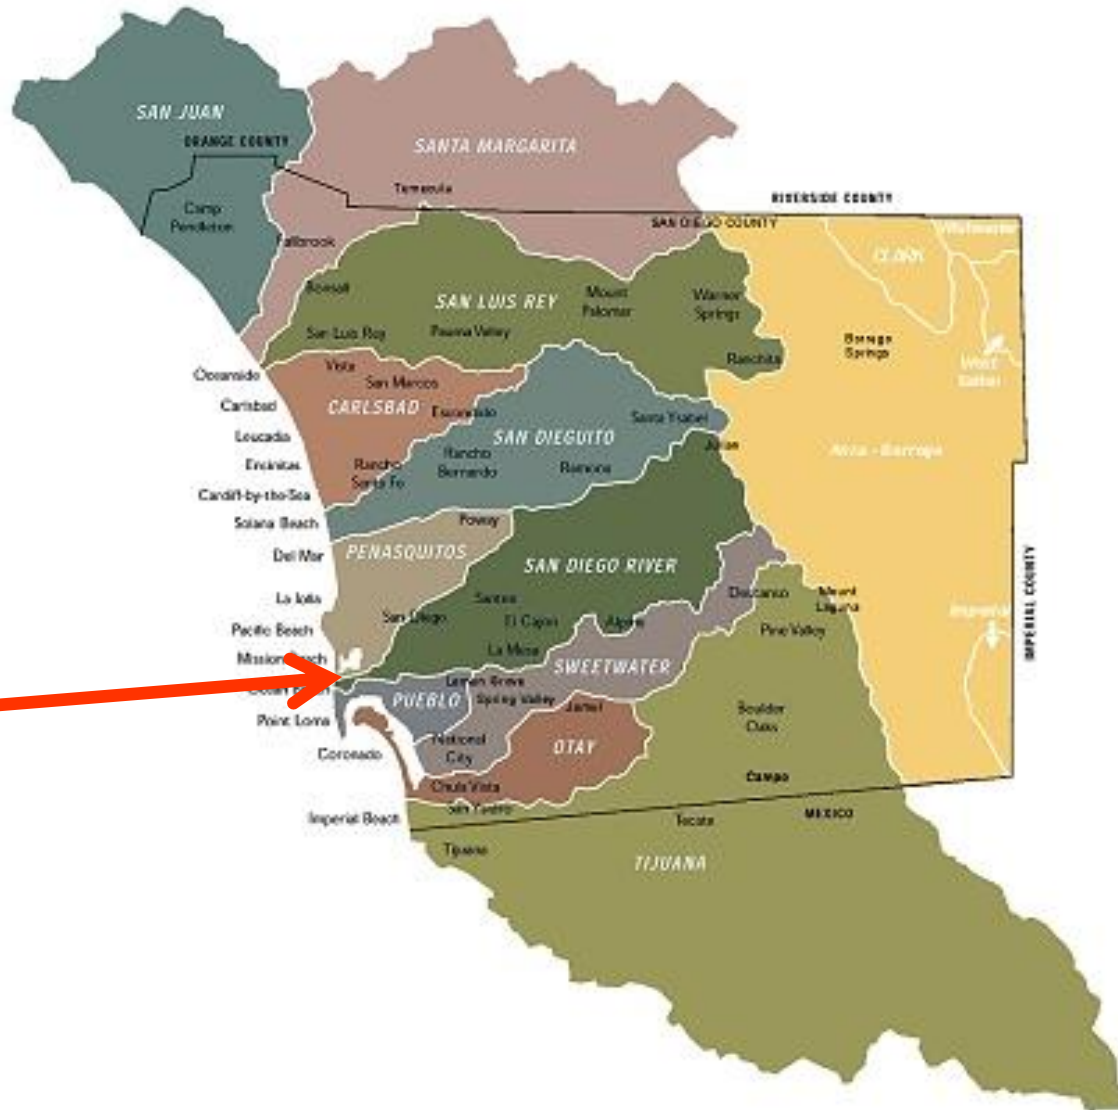 SAN JUAN
ORANGE COUNTY
SANTA MARGARITA
Temecula
RIVERSIDE COUNTY
Camp
Pendleton
SAN DIEGO COUNTY
Fallbrook
CLARK
Bonsall
SAN LUIS REY
Mount
Palomar
Warner
Springs
San Luis Rey
Pauma Valley
Borrego
Springs
Ranchita
West
Salton
Oceanside
Vista
San Marcos
Carlsbad
CARLSBAD
Escondido
Santa Ysabel
Leucadia
SAN DIEGUITO
Julian
Anza - Borrego
Encinitas
Rancho
Santa Fe
Rancho
Bernardo
Ramona
Cardiff-by-the-Sea
Solana Beach
Poway
Del Mar
PENASQUITOS
SAN DIEGO RIVER
IMPERIAL COUNTY
La Jolla
Santee
Descanso
Mount
Laguna
Imperial
San Diego
El Cajon
Alpine
Pacific Beach
Pine Valley
La Mesa
Mission Beach
SWEETWATER
Lemon Grove
PUEBLO
Spring Valley
Jamul
Point Loma
Boulder
Oaks
Coronado
National
City
OTAY
Chula Vista
Campo
Imperial Beach
San Ysidro
Tecate
MEXICO
Tijuana
TIJUANA